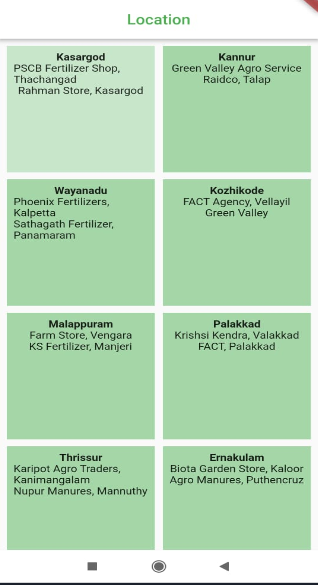 Location
Kasargod
PSCB Fertilizer Shop,
Thachangad
Rahman Store, Kasargod
Kannur
Green Valley Agro Service
Raidco, Talap
Wayanadu
Phoenix Fertilizers,
Kalpetta
Sathagath Fertilizer,
Panamaram
Kozhikode
FACT Agency, Vellayil
Green Valley
Malappuram
Farm Store, Vengara
KS Fertilizer, Manjeri
Palakkad
Krishsi Kendra, Valakkad
FACT, Palakkad
Thrissur
Karipot Agro Traders,
Kanimangalam
Nupur Manures, Mannuthy
Ernakulam
Biota Garden Store, Kaloor
Agro Manures, Puthencruz